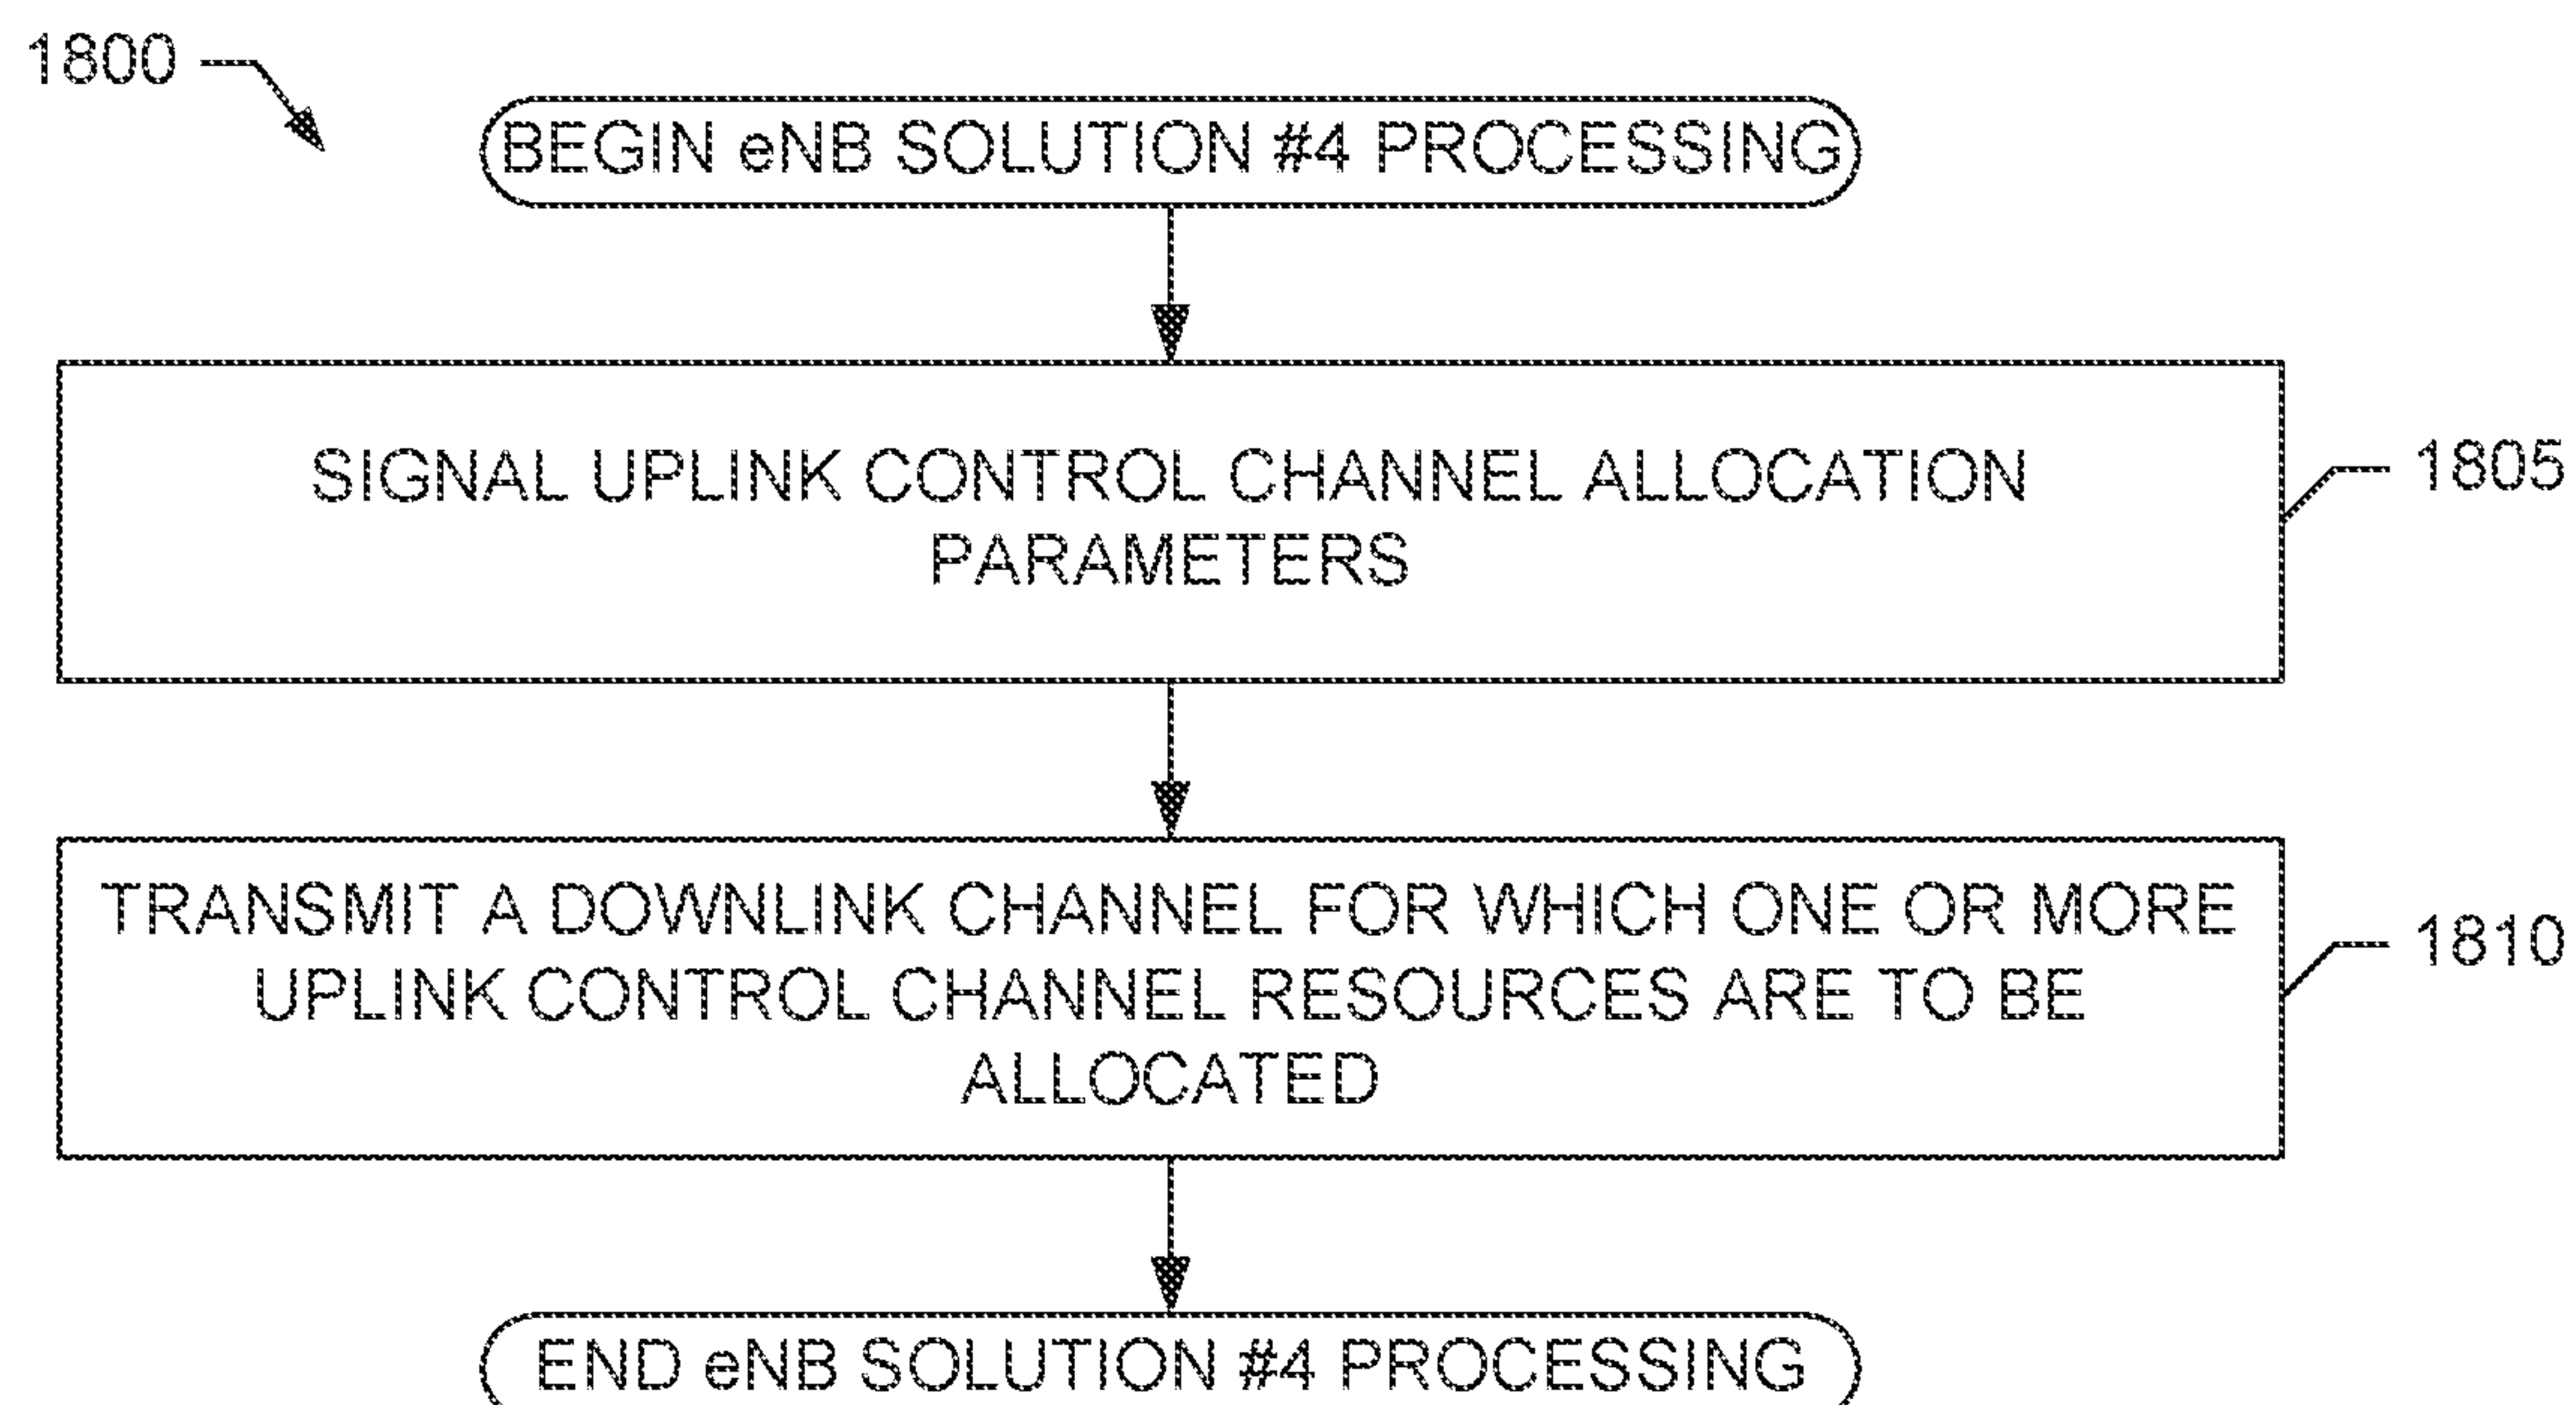 1800
BEGIN eNB SOLUTION #4 PROCESSING
SIGNAL UPLINK CONTROL CHANNEL ALLOCATION
PARAMETERS
1805
TRANSMIT A DOWNLINK CHANNEL FOR WHICH ONE OR MORE
UPLINK CONTROL CHANNEL RESOURCES ARE TO BE
ALLOCATED
1810
END eNB SOLUTION #4 PROCESSING